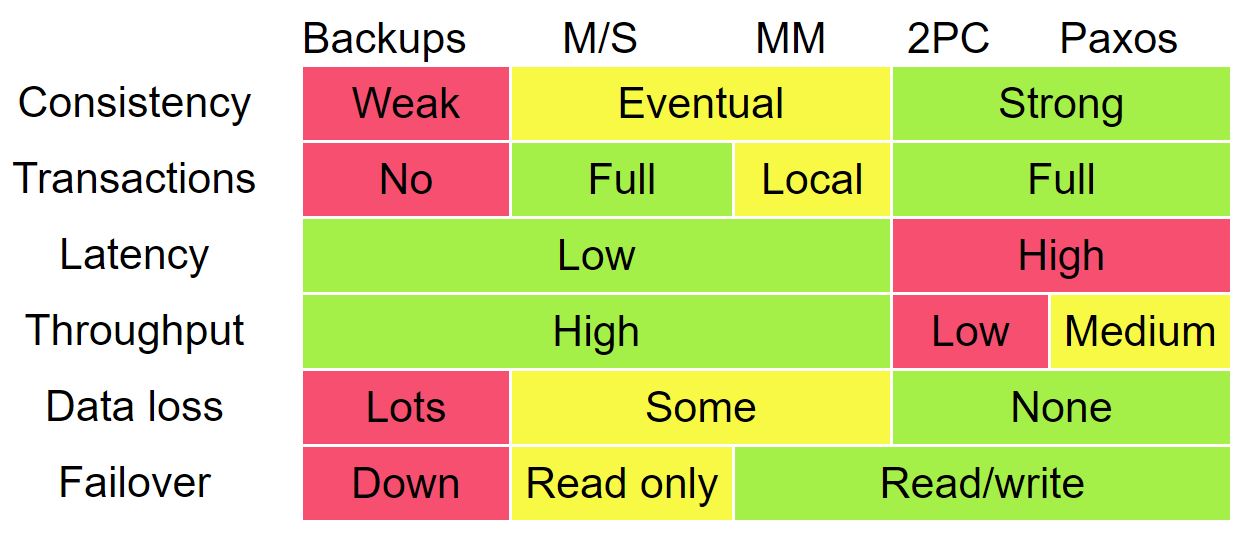 Backups M/S MM 2PC Paxos
Consistency Weak Eventual Strong
Transactions No Full Local Full
Latency Low High
Throughput High Low Medium
Data loss Lots Some None
Failover Down Read only Read/write